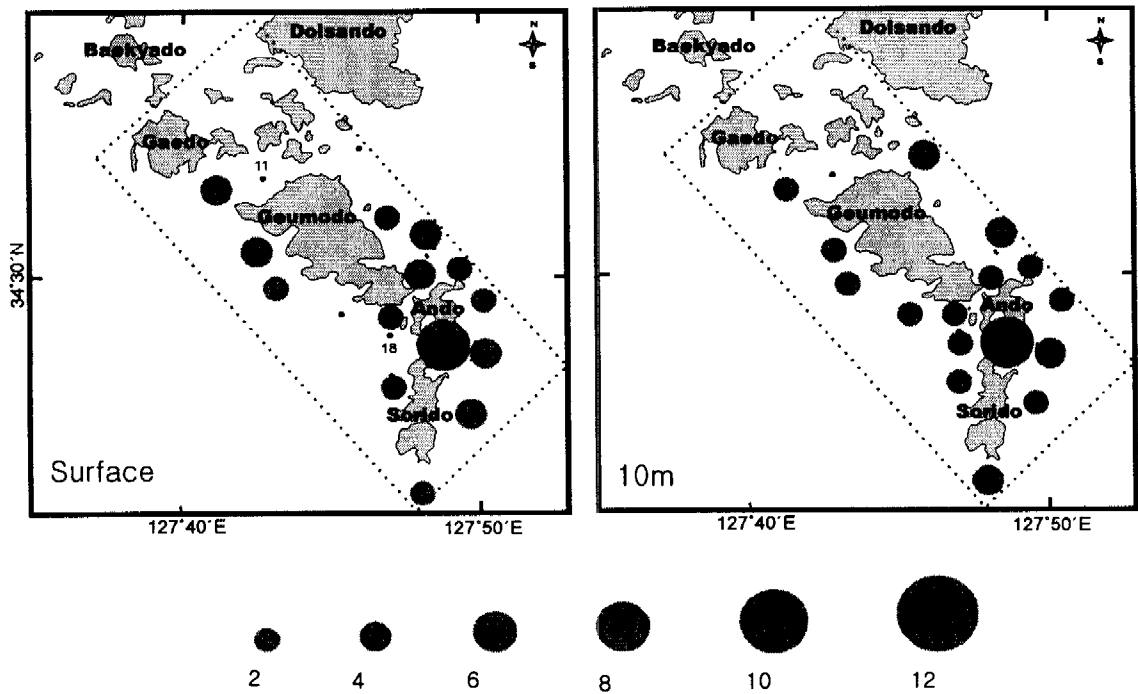 Dolsando
Baekyado
N
S
Gaedo
11
Geumodo
34°30´N
Ando
18
Sorido
Surface
127°40´E
127°50´E
Dolsando
Baekyado
N
S
Gaedo
Geumodo
Ando
Sorido
10m
127°40´E
127°50´E
2
4
6
8
10
12